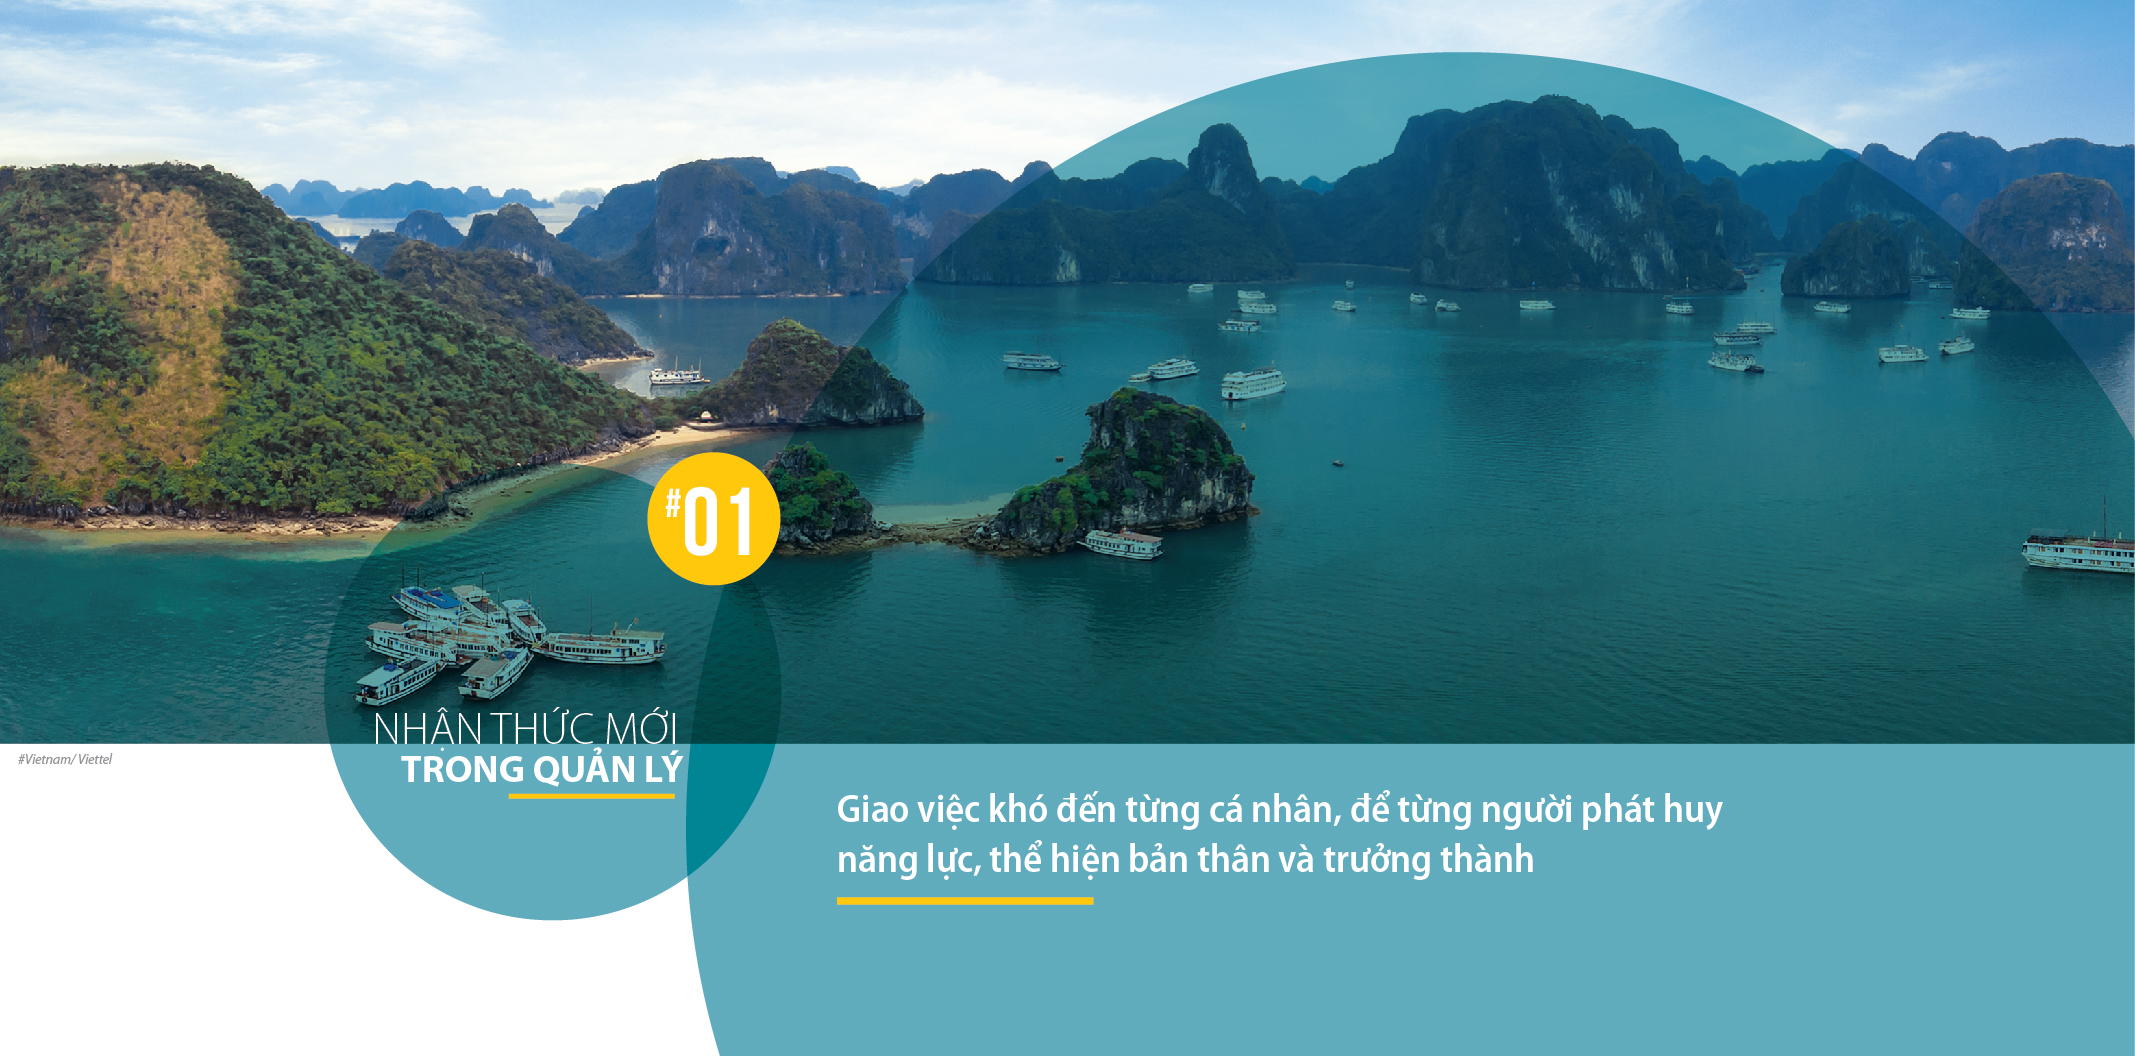 #01
NHẬN THỨC MỚI
TRONG QUẢN LÝ
#Vietnam/ Viettel
Giao việc khó đến từng cá nhân, để từng người phát huy
năng lực, thể hiện bản thân và trưởng thành